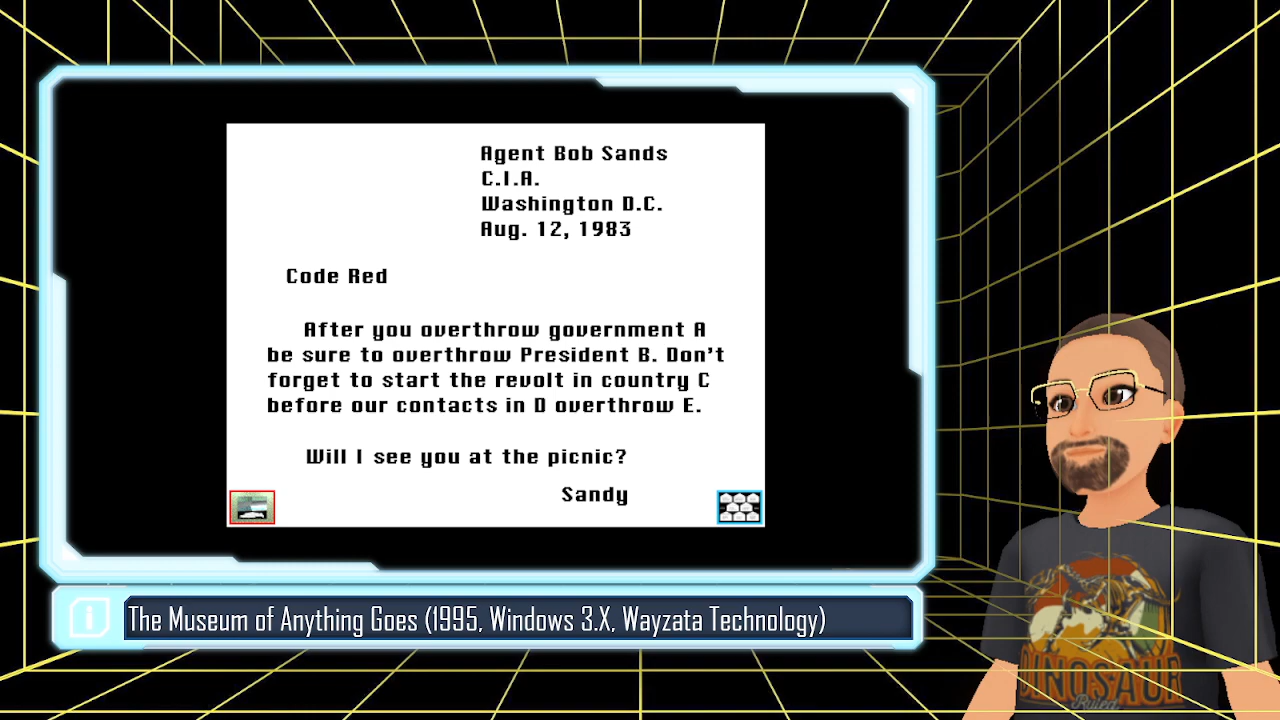 Agent Bob Sands
C.I.A.
Washington D.C.
Aug. 12, 1983
Code Red
After you overthrow government A
be sure to overthrow President B. Don't
forget to start the revolt in country C
before our contacts in D overthrow E.
Will I see you at the picnic?
Sandy
The Museum of Anything Goes (1995, Windows 3.X, Wayzata Technology)
DINOSAUR
Ruled